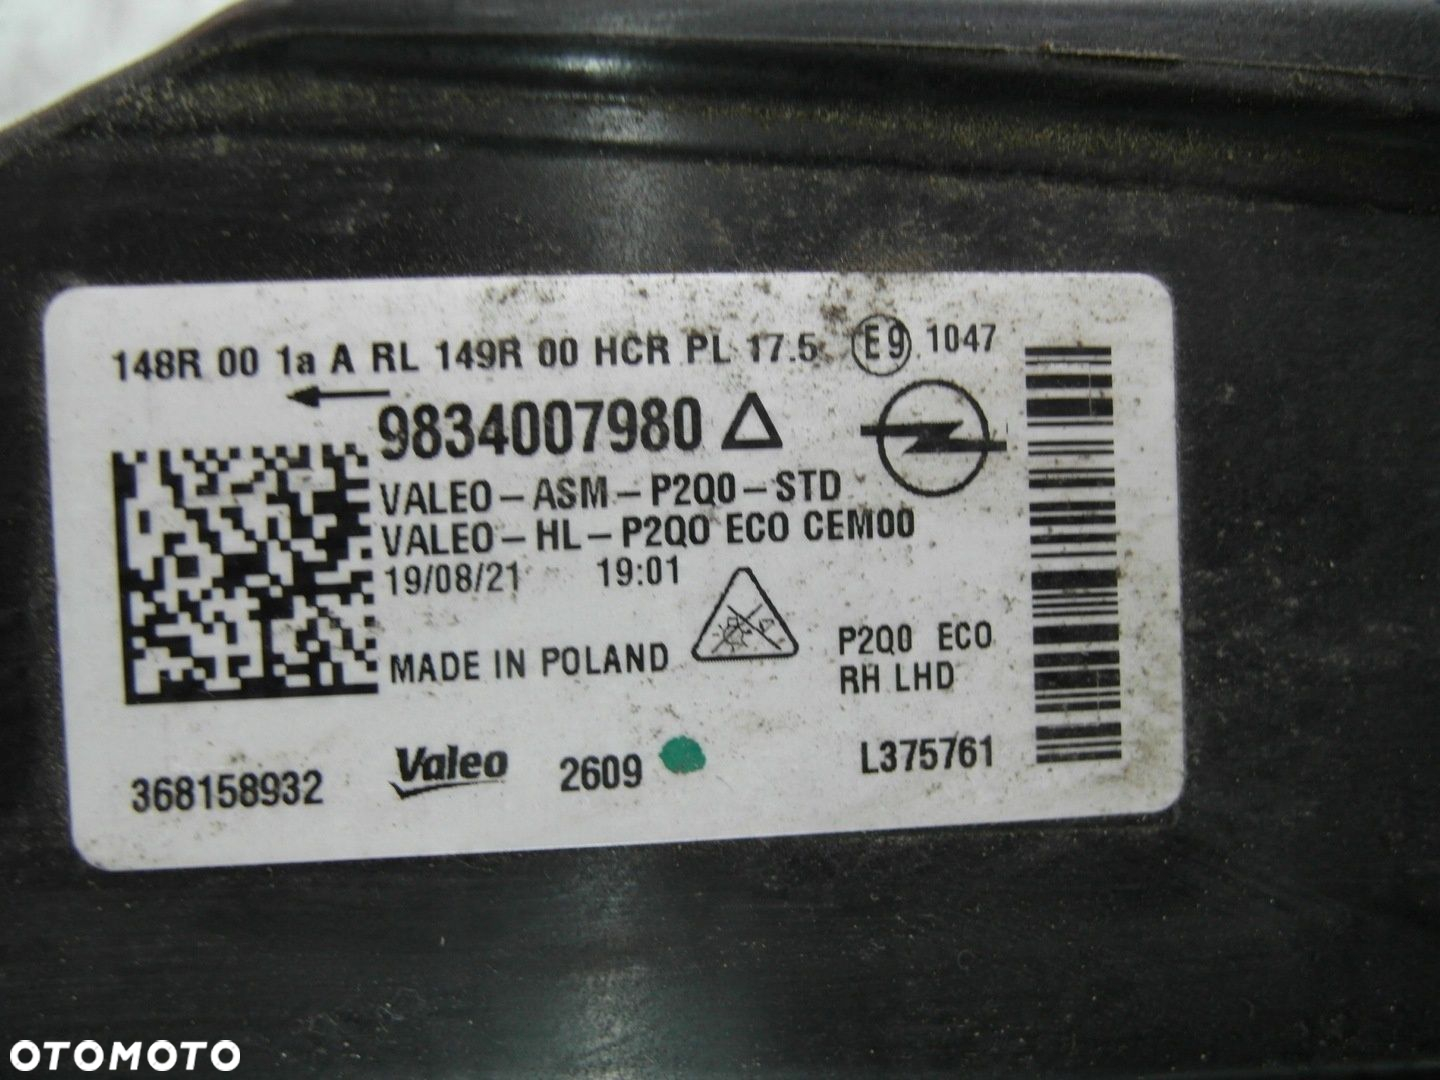 148R 00 1a A RL 149R 00 HCR PL 17.5 E9 1047
9834007980
VALEO-ASM-P2Q0-STD
VALEO-HL-P2Q0 ECO CEM00
19/08/21 19:01
MADE IN POLAND
P2Q0 ECO
RH LHD
368158932 Valeo 2609 L375761
OTOMOTO